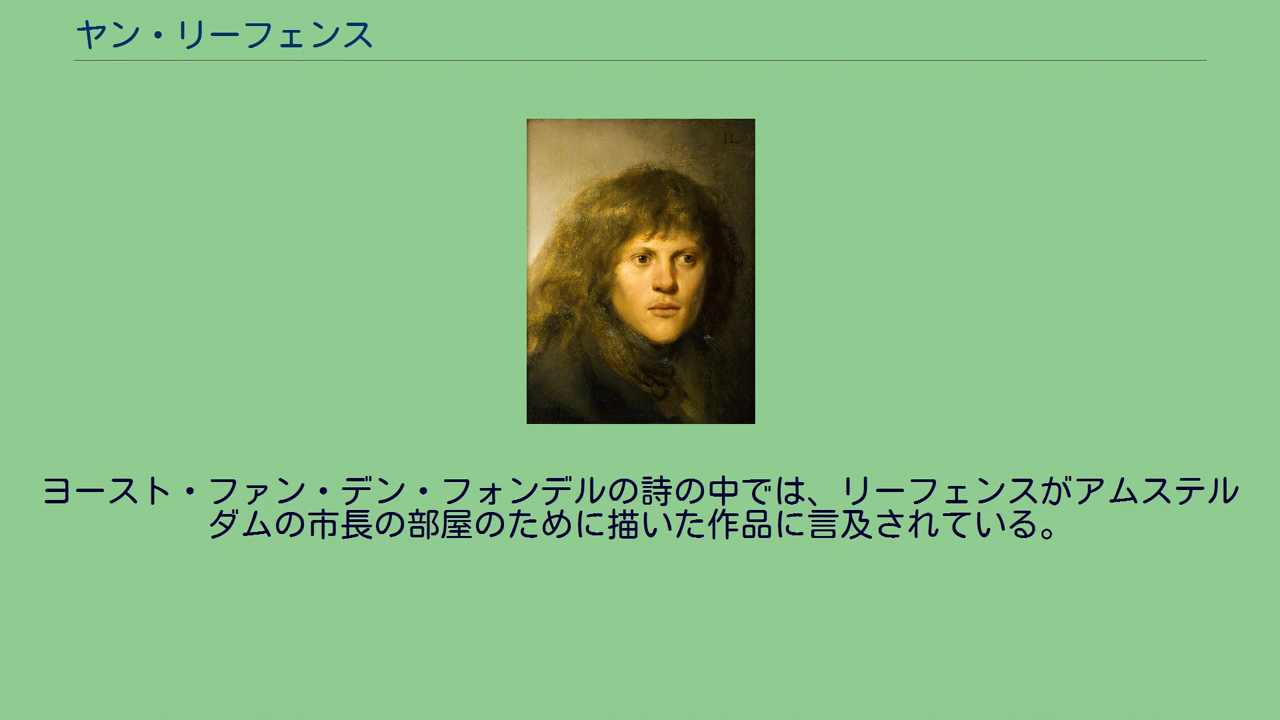 ヤン・リーフェンス
ヨースト・ファン・デン・フォンデルの詩の中では、リーフェンスがアムステル
ダムの市長の部屋のために描いた作品に言及されている。